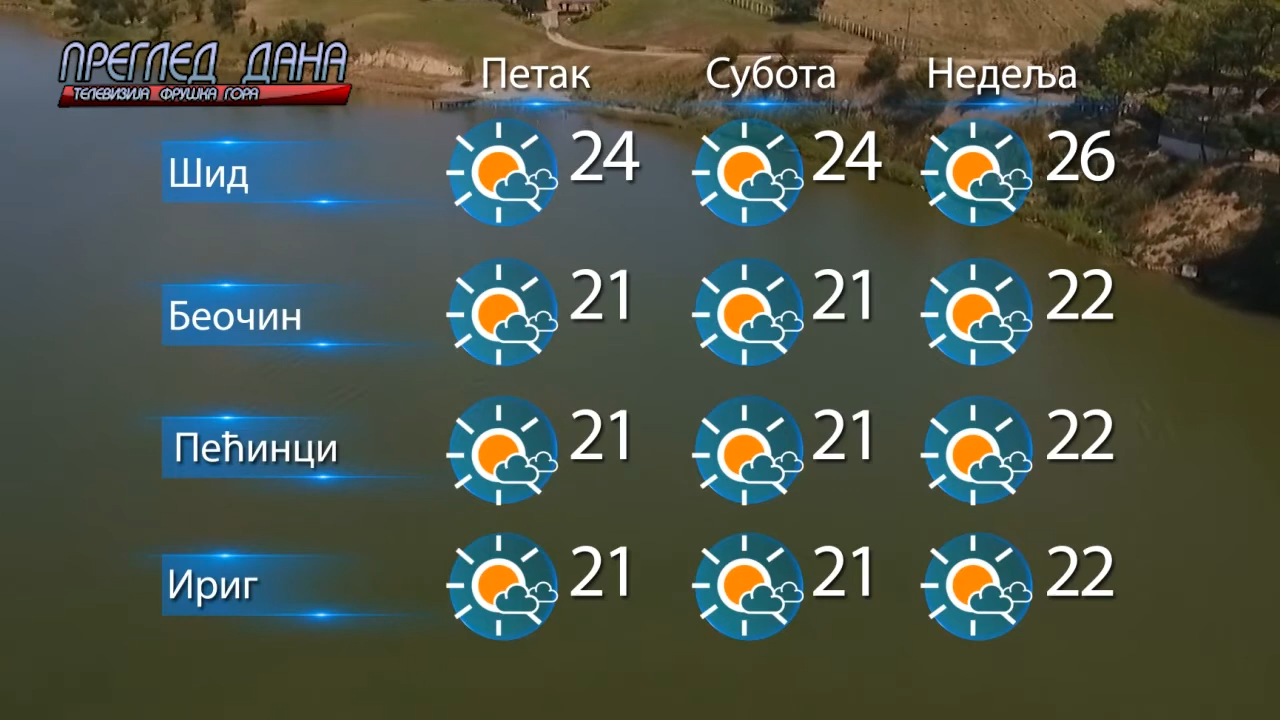 ПРЕГЛЕД ДАНА
ТЕЛЕВИЗИЈА ФРУШКА ГОРА
Петак Субота Недеља
Шид 24 24 26
Беочин 21 21 22
Пећинци 21 21 22
Ириг 21 21 22